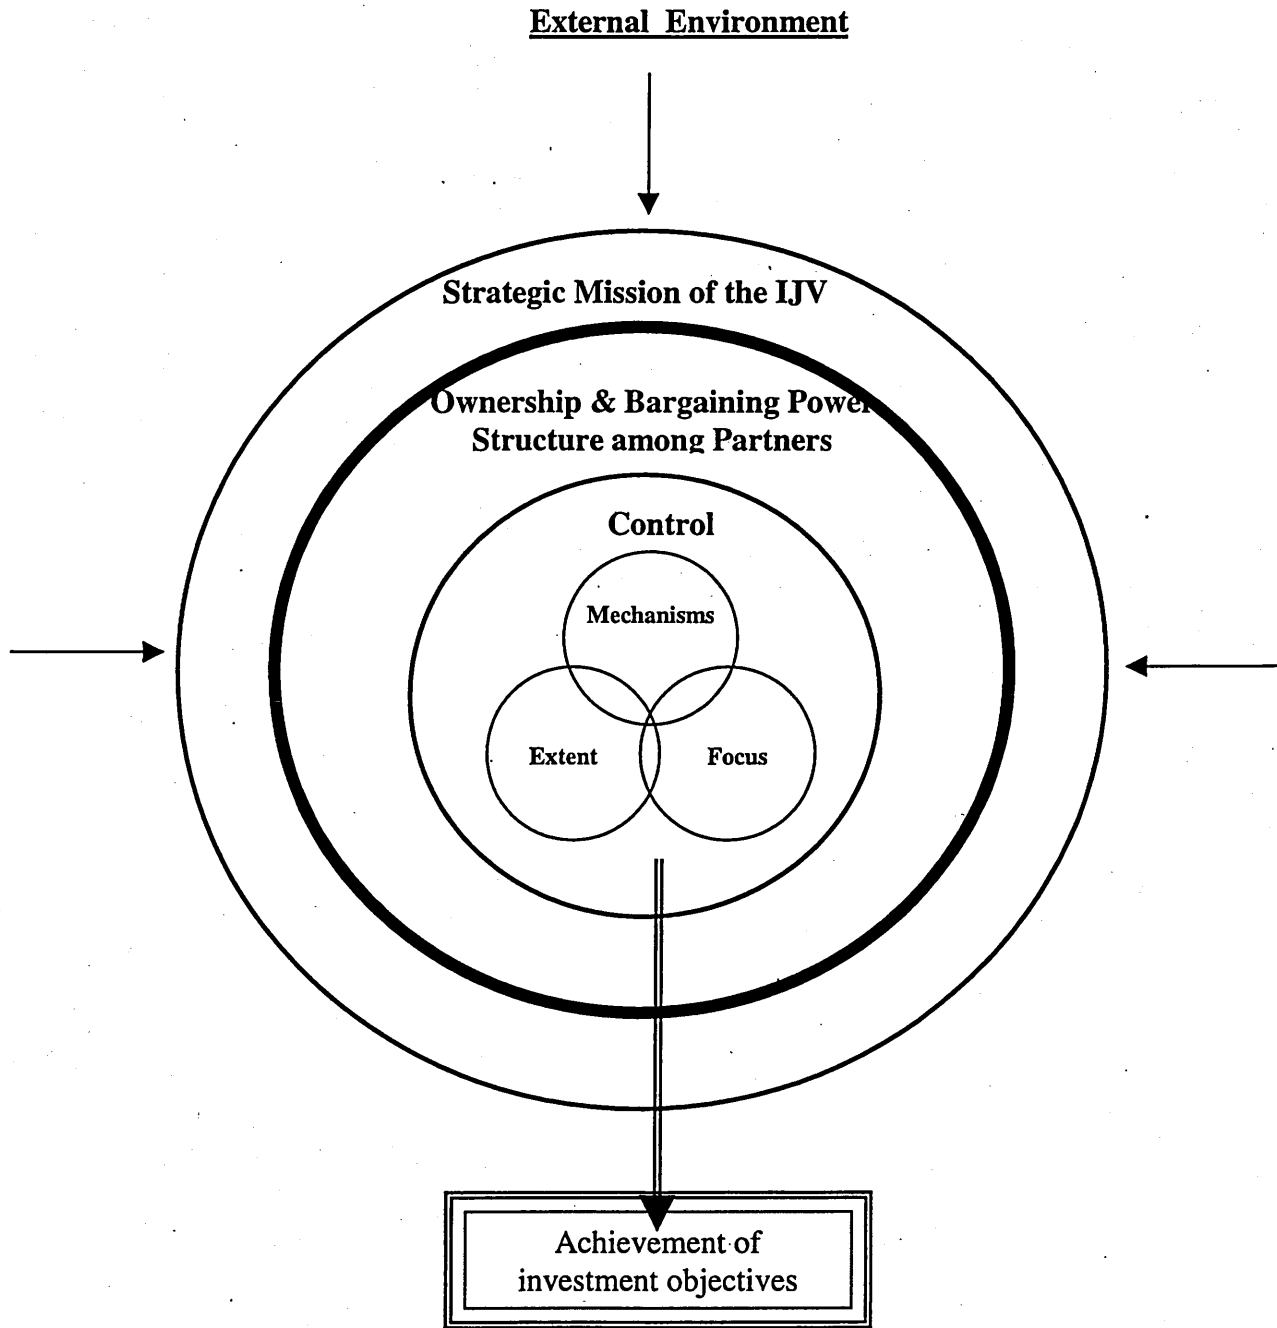 External Environment
Strategic Mission of the IJV
Ownership & Bargaining Power
Structure among Partners
Control
Mechanisms
Extent
Focus
Achievement of
investment objectives